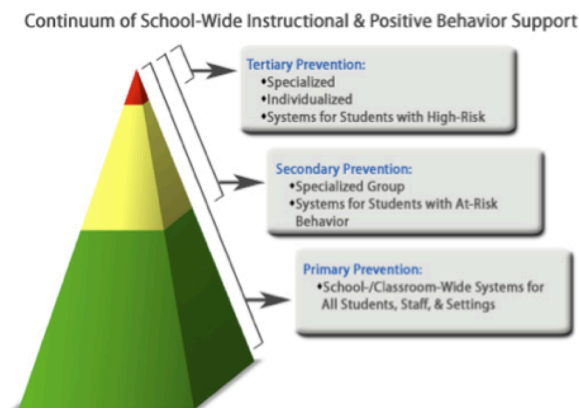 Continuum of School-Wide Instructional & Positive Behavior Support
Tertiary Prevention:
♦Specialized
♦Individualized
♦Systems for Students with High-Risk
Secondary Prevention:
♦Specialized Group
♦Systems for Students with At-Risk
Behavior
Primary Prevention:
♦School-/Classroom-Wide Systems for
All Students, Staff, & Settings